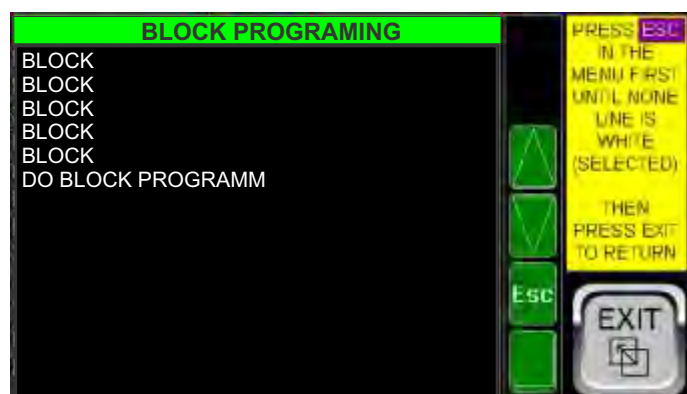 BLOCK PROGRAMING
BLOCK
BLOCK
BLOCK
BLOCK
BLOCK
DO BLOCK PROGRAMM
PRESS ESC
IN THE
MENU FIRST
UNTIL NONE
LINE IS
WHITE
(SELECTED)
THEN
PRESS EXIT
TO RETURN
Esc
EXIT